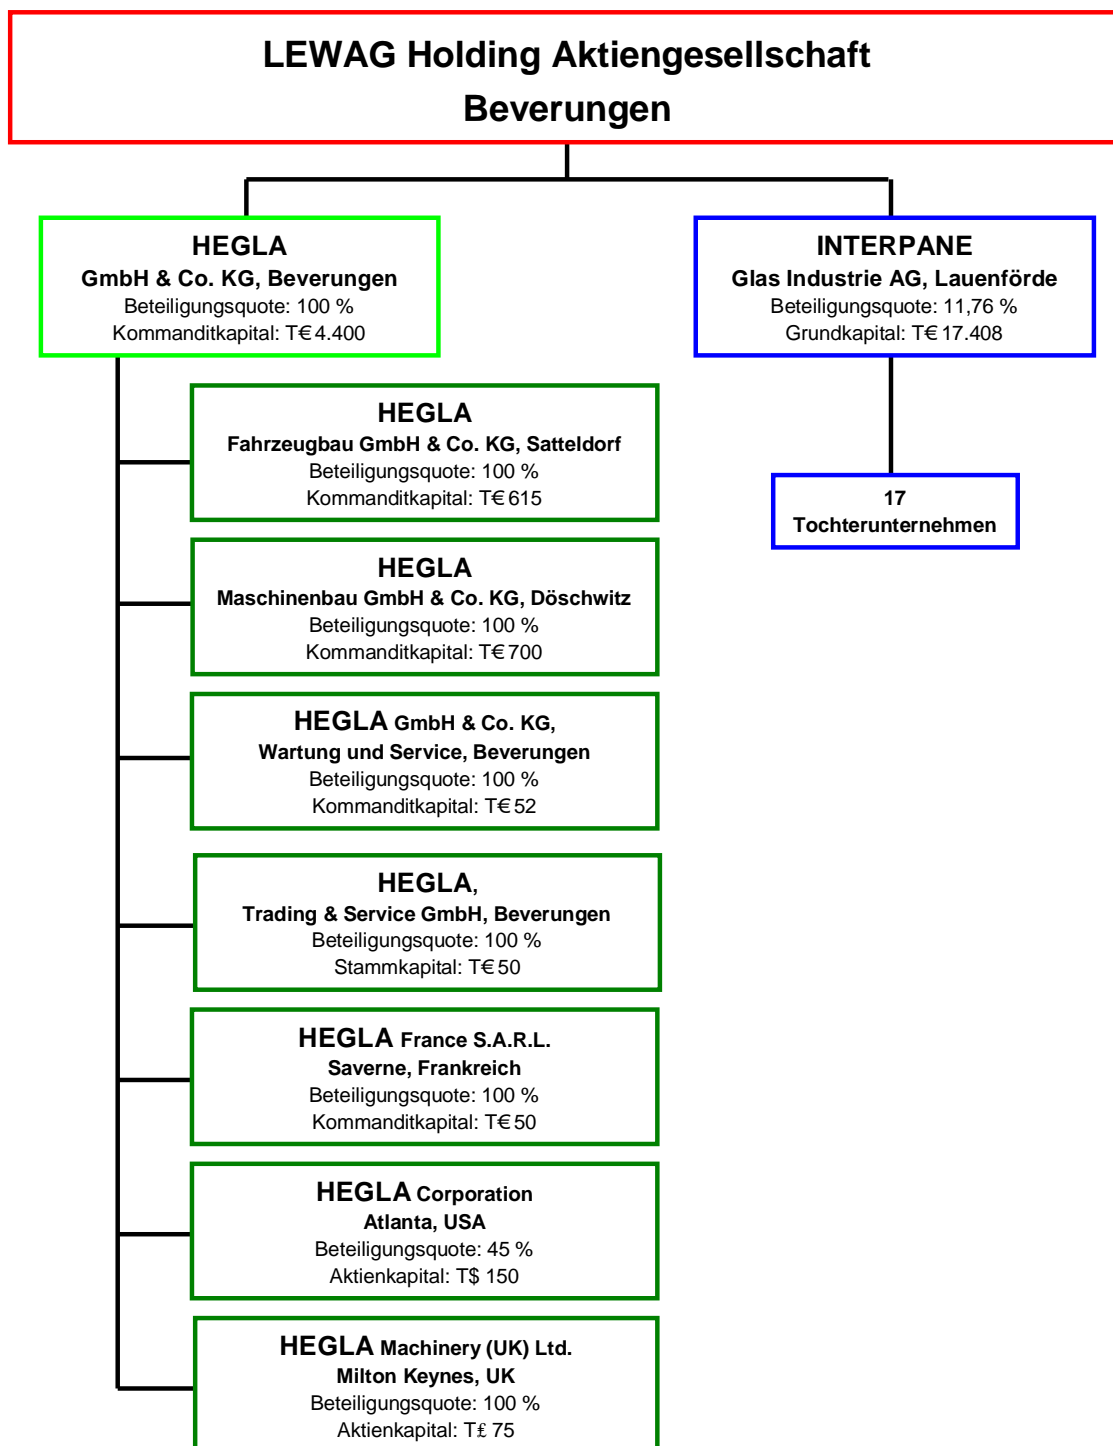 LEWAG Holding Aktiengesellschaft
Beverungen
HEGLA
GmbH & Co. KG, Beverungen
Beteiligungsquote: 100 %
Kommanditkapital: T€ 4.400
INTERPANE
Glas Industrie AG, Lauenförde
Beteiligungsquote: 11,76 %
Grundkapital: T€ 17.408
HEGLA
Fahrzeugbau GmbH & Co. KG, Satteldorf
Beteiligungsquote: 100 %
Kommanditkapital: T€ 615
17
Tochterunternehmen
HEGLA
Maschinenbau GmbH & Co. KG, Döschwitz
Beteiligungsquote: 100 %
Kommanditkapital: T€ 700
HEGLA GmbH & Co. KG,
Wartung und Service, Beverungen
Beteiligungsquote: 100 %
Kommanditkapital: T€ 52
HEGLA,
Trading & Service GmbH, Beverungen
Beteiligungsquote: 100 %
Stammkapital: T€ 50
HEGLA France S.A.R.L.
Saverne, Frankreich
Beteiligungsquote: 100 %
Kommanditkapital: T€ 50
HEGLA Corporation
Atlanta, USA
Beteiligungsquote: 45 %
Aktienkapital: T$ 150
HEGLA Machinery (UK) Ltd.
Milton Keynes, UK
Beteiligungsquote: 100 %
Aktienkapital: T£ 75